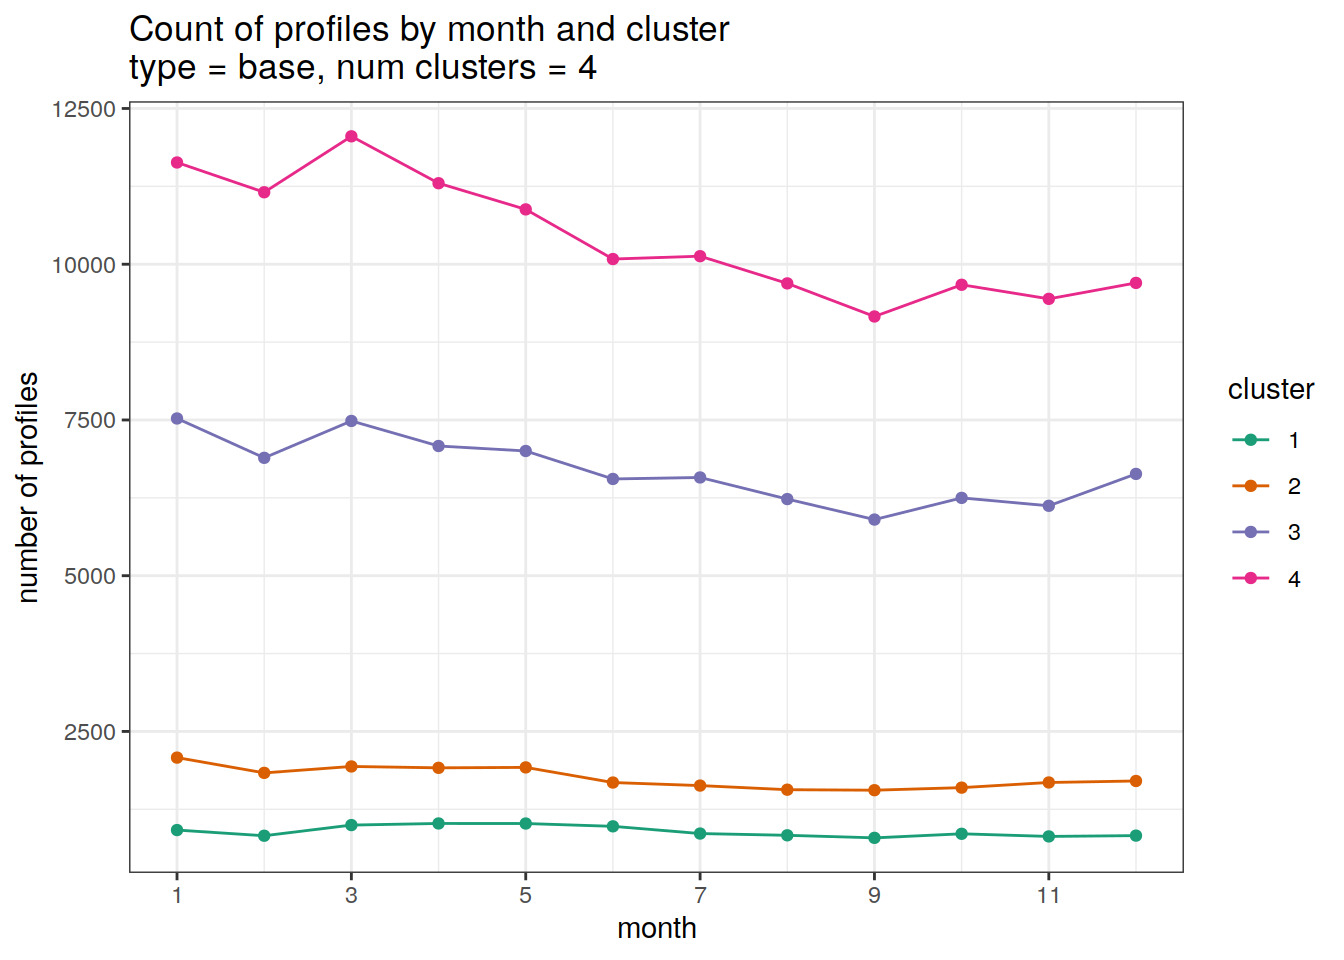 Count of profiles by month and cluster
type = base, num clusters = 4
12500
10000
7500
5000
2500
number of profiles
1 3 5 7 9 11
month
cluster
1
2
3
4